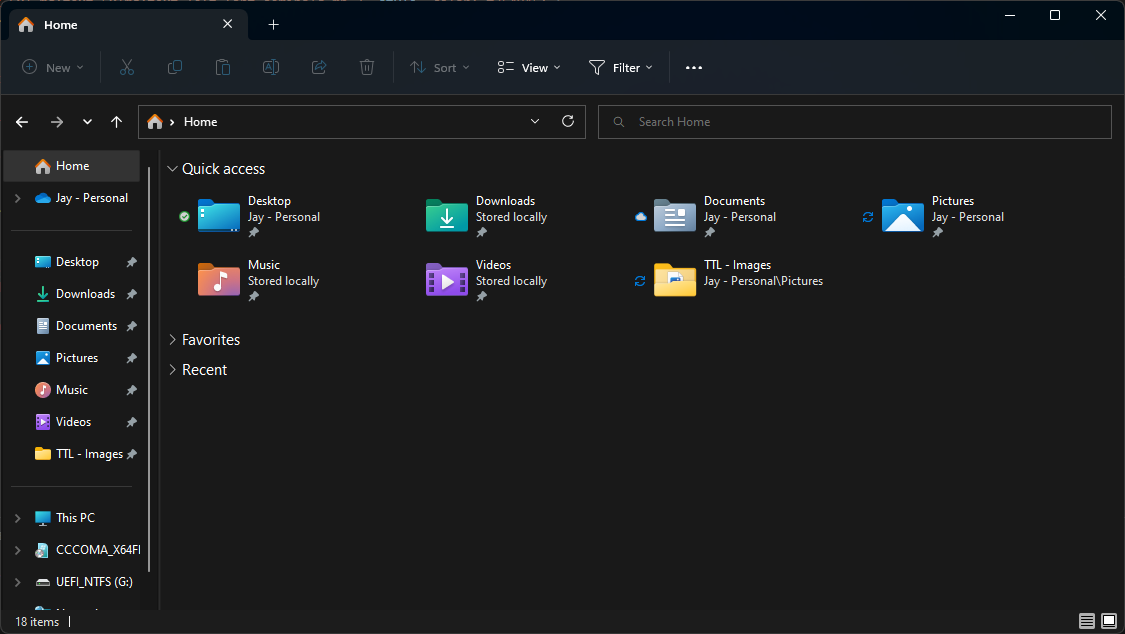 Home
New
Sort
View
Filter
Home
Search Home
Home
Jay - Personal
Desktop
Downloads
Documents
Pictures
Music
Videos
TTL - Images
This PC
CCCOMA_X64F
UEFI_NTFS (G:)
Quick access
Desktop
Jay - Personal
Downloads
Stored locally
Documents
Jay - Personal
Pictures
Jay - Personal
Music
Stored locally
Videos
Stored locally
TTL - Images
Jay - Personal\Pictures
Favorites
Recent
18 items